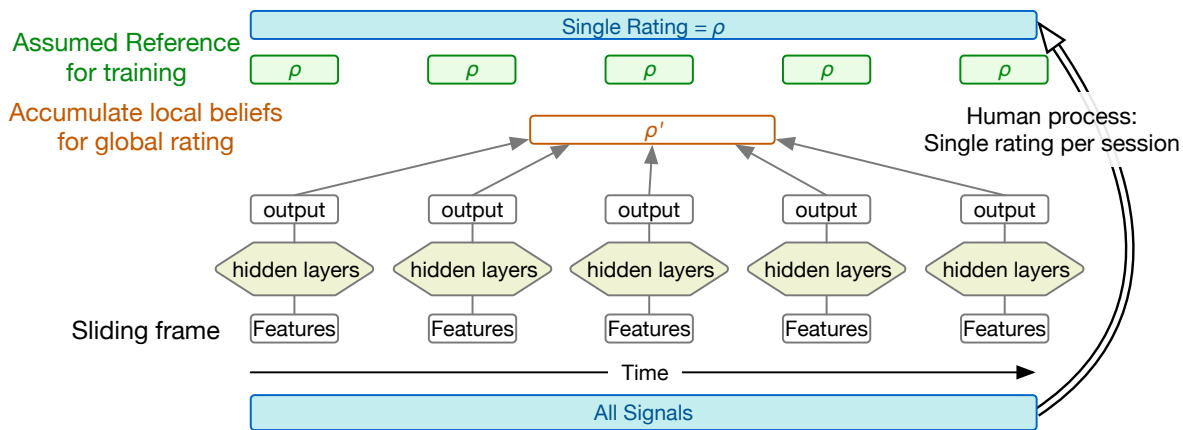 Single Rating = ρ
Assumed Reference
for training
ρ ρ ρ ρ ρ
Accumulate local beliefs
for global rating
ρ'
Human process:
Single rating per session
output output output output output
hidden layers hidden layers hidden layers hidden layers hidden layers
Sliding frame
Features Features Features Features Features
Time
All Signals